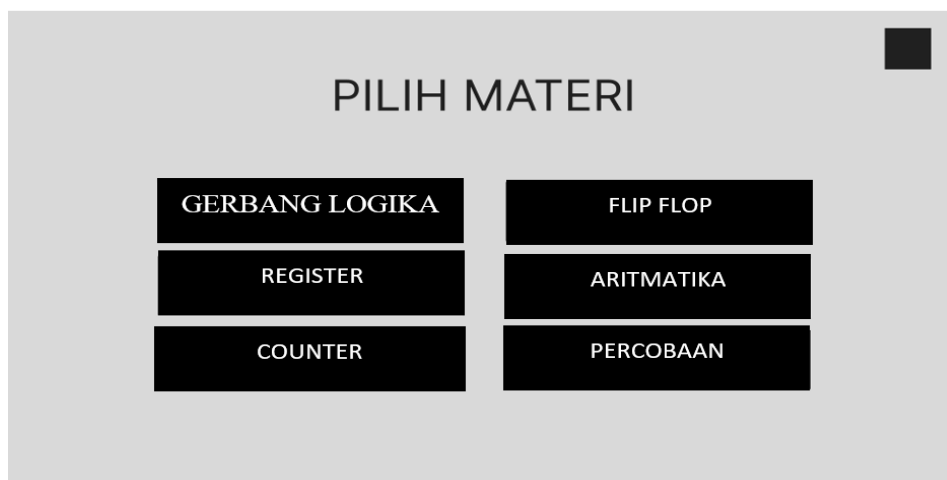 PILIH MATERI
GERBANG LOGIKA
FLIP FLOP
REGISTER
ARITMATIKA
COUNTER
PERCOBAAN